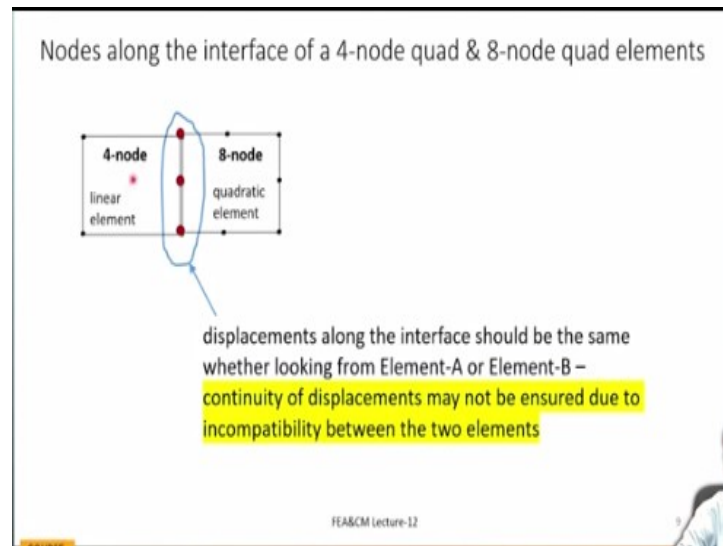 Nodes along the interface of a 4-node quad & 8-node quad elements
4-node
8-node
linear
element
quadratic
element
displacements along the interface should be the same
whether looking from Element-A or Element-B –
continuity of displacements may not be ensured due to
incompatibility between the two elements
FEA&CM Lecture-12
9